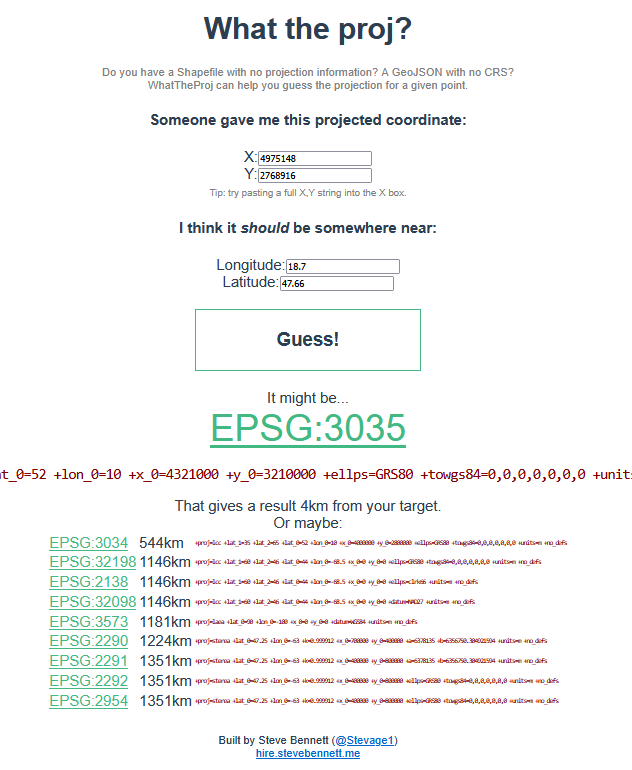 What the proj?
Do you have a Shapefile with no projection information? A GeoJSON with no CRS?
WhatTheProj can help you guess the projection for a given point.
Someone gave me this projected coordinate:
X: 4975148
Y: 2768916
Tip: try pasting a full X,Y string into the X box.
I think it should be somewhere near:
Longitude: 18.7
Latitude: 47.66
Guess!
It might be...
EPSG:3035
at_0=52 +lon_0=10 +x_0=4321000 +y_0=3210000 +ellps=GRS80 +towgs84=0,0,0,0,0,0,0 +units
That gives a result 4km from your target.
Or maybe:
EPSG:3034 544km +proj=lcc +lat_1=35 +lat_2=65 +lat_0=52 +lon_0=10 +x_0=4000000 +y_0=2800000 +ellps=GRS80 +towgs84=0,0,0,0,0,0,0 +units=m +no_defs
EPSG:32198 1146km +proj=lcc +lat_1=60 +lat_2=46 +lat_0=44 +lon_0=-68.5 +x_0=0 +y_0=0 +ellps=GRS80 +towgs84=0,0,0,0,0,0,0 +units=m +no_defs
EPSG:2138 1146km +proj=lcc +lat_1=60 +lat_2=46 +lat_0=44 +lon_0=-68.5 +x_0=0 +y_0=0 +ellps=clrk66 +units=m +no_defs
EPSG:32098 1146km +proj=lcc +lat_1=60 +lat_2=46 +lat_0=44 +lon_0=-68.5 +x_0=0 +y_0=0 +datum=NAD27 +units=m +no_defs
EPSG:3573 1181km +proj=laea +lat_0=90 +lon_0=-100 +x_0=0 +y_0=0 +datum=WGS84 +units=m +no_defs
EPSG:2290 1224km +proj=sterea +lat_0=47.25 +lon_0=-63 +k=0.999912 +x_0=700000 +y_0=400000 +a=6378135 +b=6356750.304921594 +units=m +no_defs
EPSG:2291 1351km +proj=sterea +lat_0=47.25 +lon_0=-63 +k=0.999912 +x_0=400000 +y_0=800000 +a=6378135 +b=6356750.304921594 +units=m +no_defs
EPSG:2292 1351km +proj=sterea +lat_0=47.25 +lon_0=-63 +k=0.999912 +x_0=400000 +y_0=800000 +ellps=GRS80 +towgs84=0,0,0,0,0,0,0 +units=m +no_defs
EPSG:2954 1351km +proj=sterea +lat_0=47.25 +lon_0=-63 +k=0.999912 +x_0=400000 +y_0=800000 +ellps=GRS80 +towgs84=0,0,0,0,0,0,0 +units=m +no_defs
Built by Steve Bennett (@Stevage1)
hire.stevebennett.me